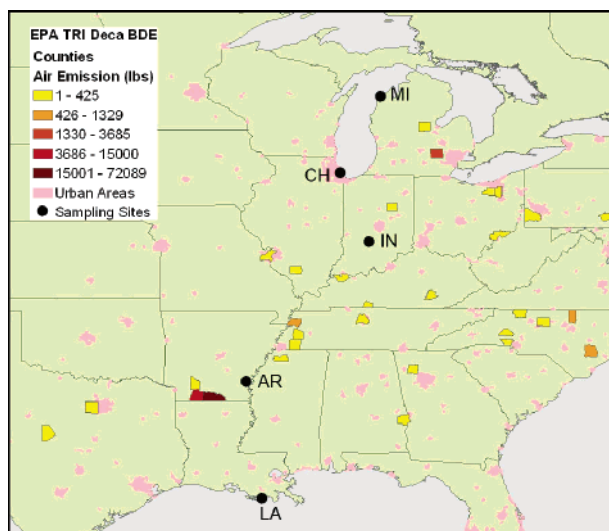 EPA TRI Deca BDE
Counties
Air Emission (lbs)
1 - 425
426 - 1329
1330 - 3685
3686 - 15000
15001 - 72089
Urban Areas
Sampling Sites
MI
CH
IN
AR
LA